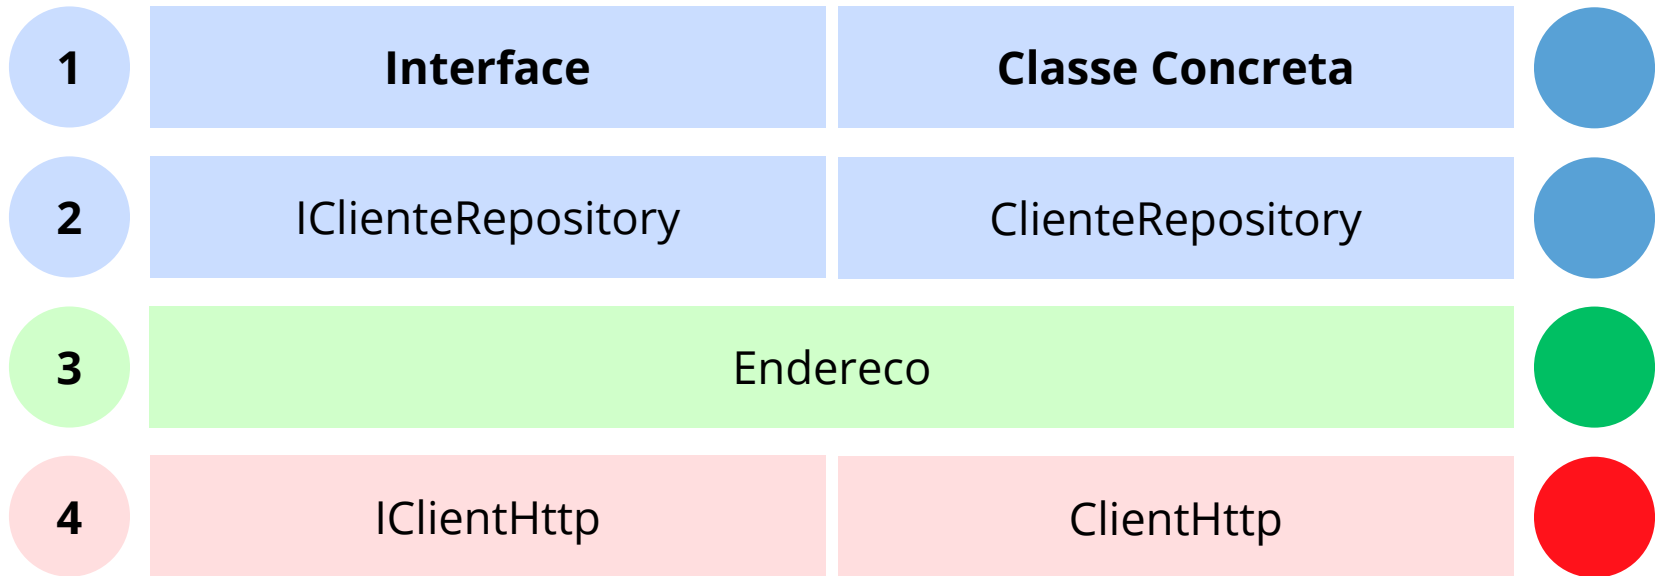 1 Interface Classe Concreta
2 IClienteRepository ClienteRepository
3 Endereco
4 IClientHttp ClientHttp